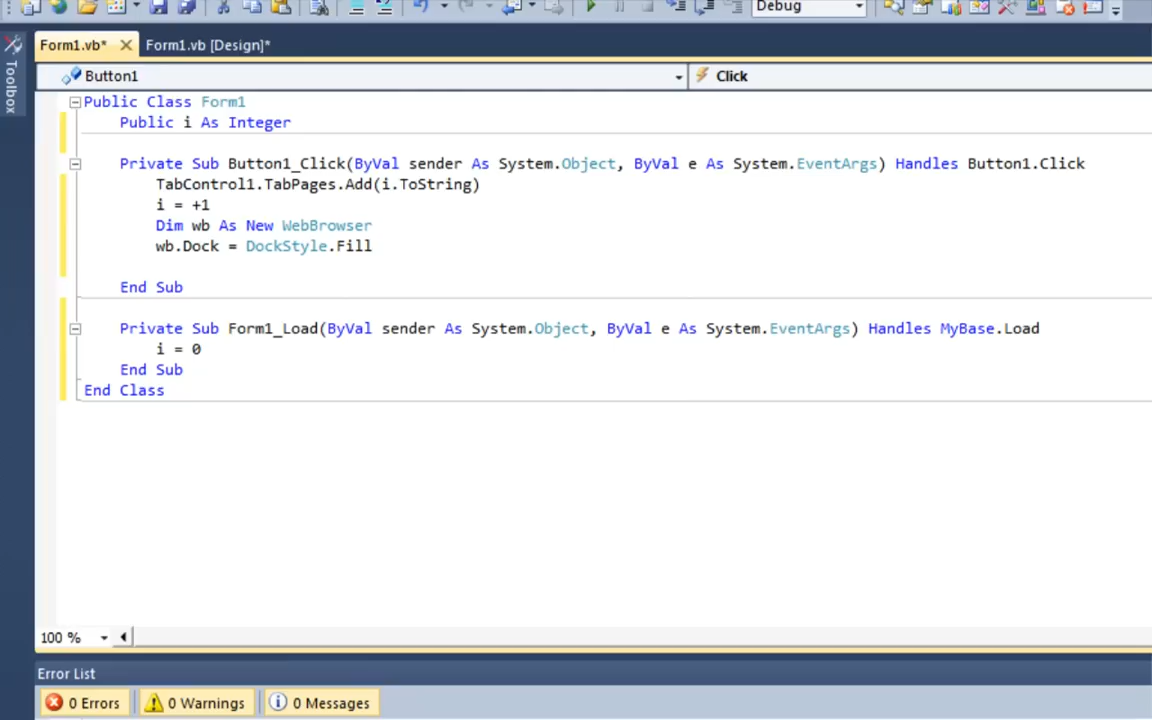 Debug
Form1.vb* Form1.vb [Design]*
Toolbox
Button1 Click
Public Class Form1
Public i As Integer
Private Sub Button1_Click(ByVal sender As System.Object, ByVal e As System.EventArgs) Handles Button1.Click
TabControl1.TabPages.Add(i.ToString)
i = +1
Dim wb As New WebBrowser
wb.Dock = DockStyle.Fill
End Sub
Private Sub Form1_Load(ByVal sender As System.Object, ByVal e As System.EventArgs) Handles MyBase.Load
i = 0
End Sub
End Class
100 %
Error List
0 Errors 0 Warnings 0 Messages